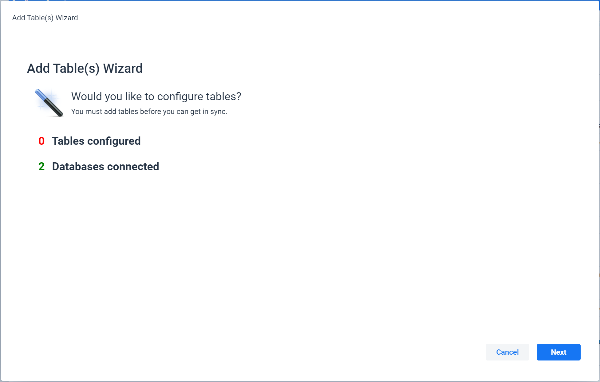 Add Table(s) Wizard
Add Table(s) Wizard
Would you like to configure tables?
You must add tables before you can get in sync.
0 Tables configured
2 Databases connected
Cancel Next